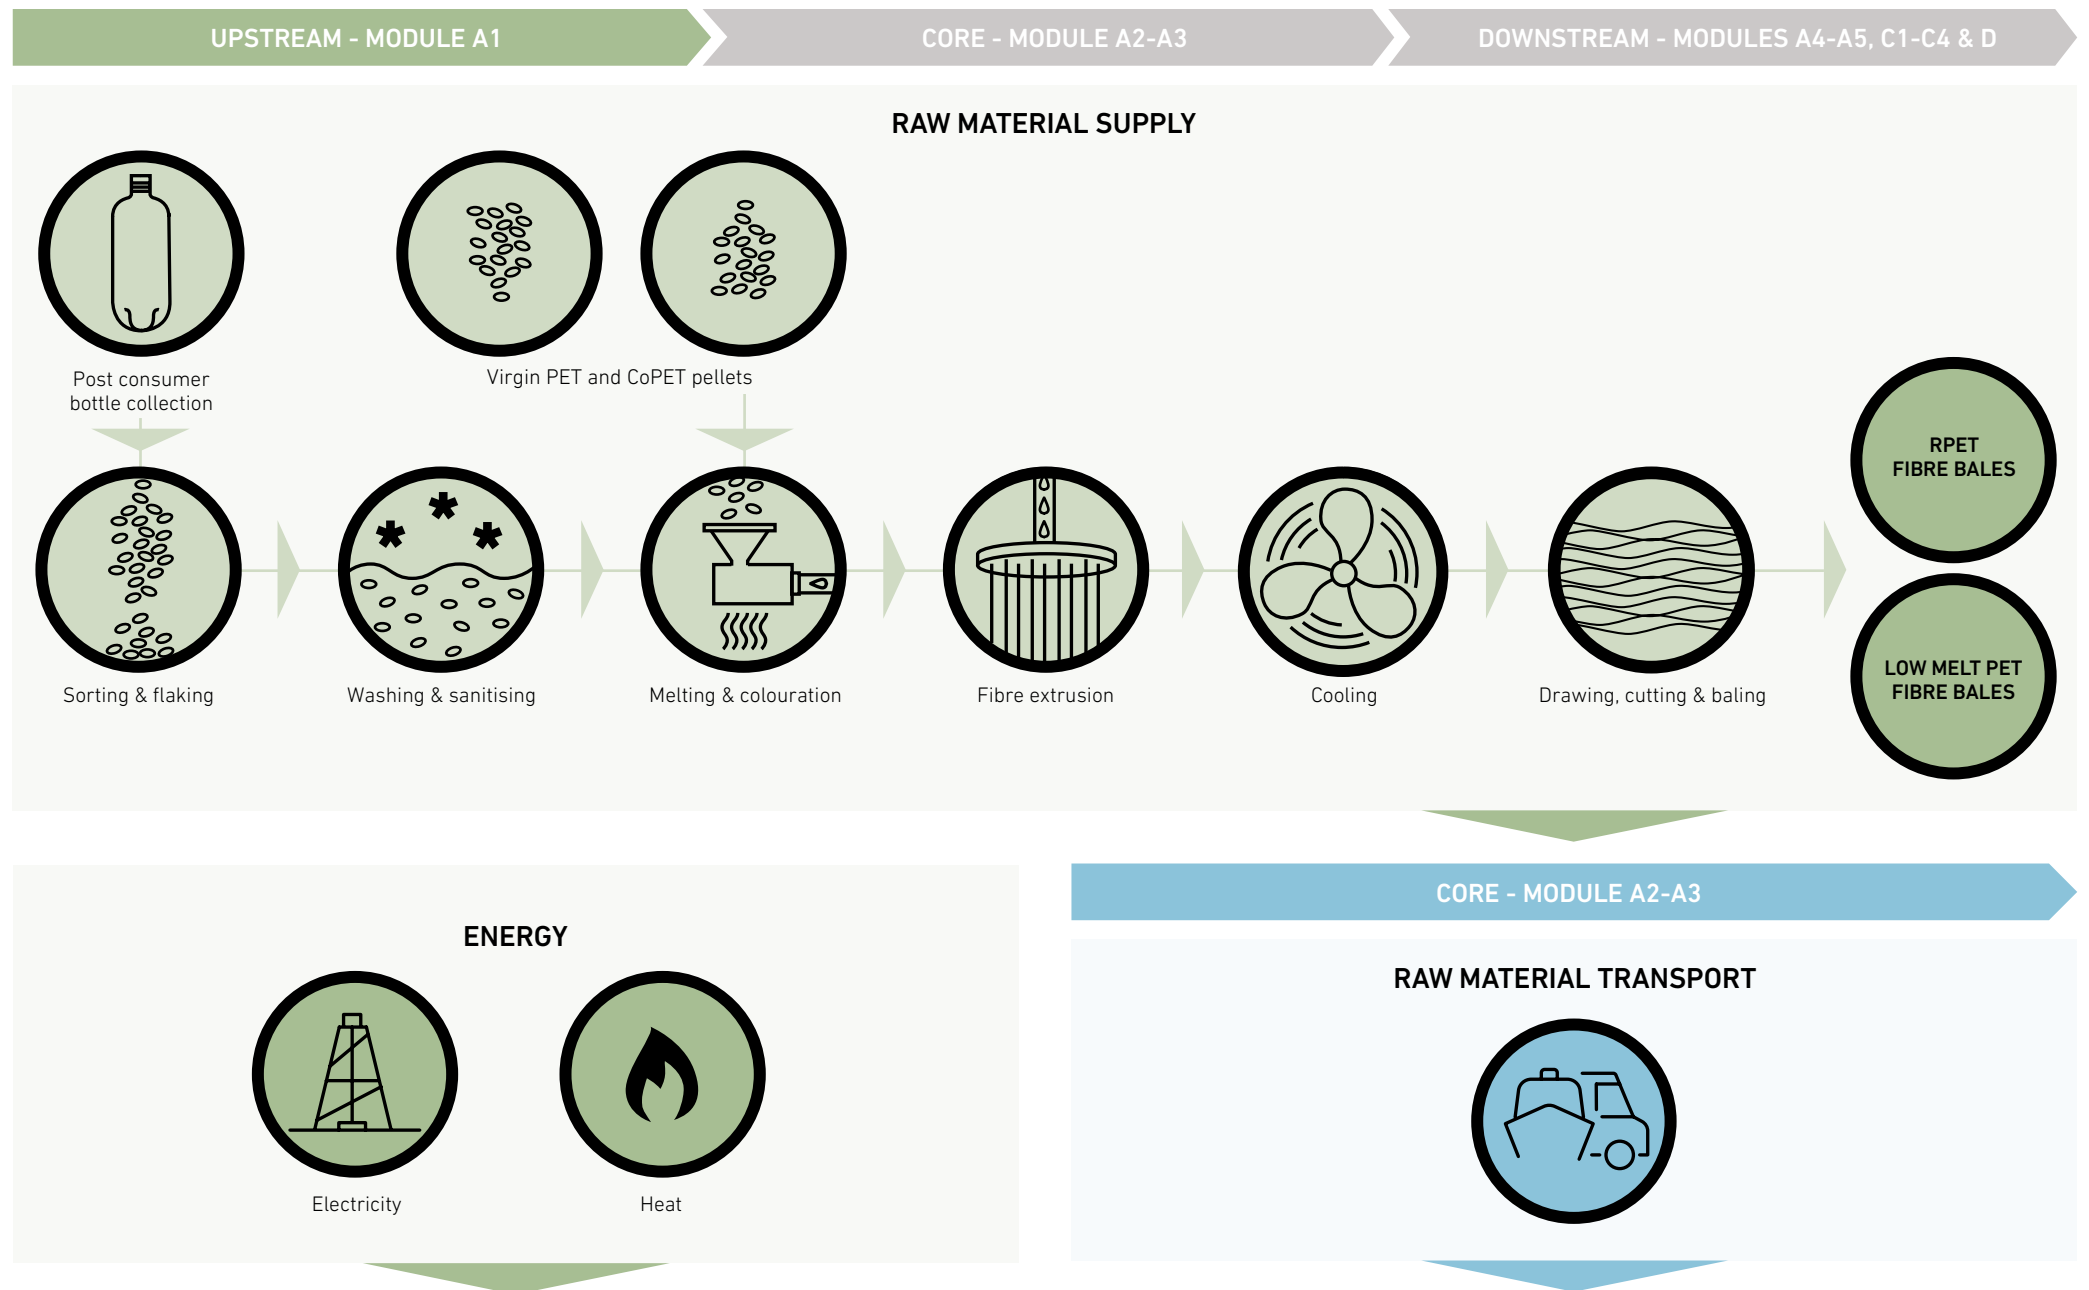 UPSTREAM - MODULE A1
CORE - MODULE A2-A3
DOWNSTREAM - MODULES A4-A5, C1-C4 & D
RAW MATERIAL SUPPLY
Post consumer
bottle collection
Virgin PET and CoPET pellets
Sorting & flaking
Washing & sanitising
Melting & colouration
Fibre extrusion
Cooling
Drawing, cutting & baling
RPET
FIBRE BALES
LOW MELT PET
FIBRE BALES
ENERGY
Electricity
Heat
CORE - MODULE A2-A3
RAW MATERIAL TRANSPORT